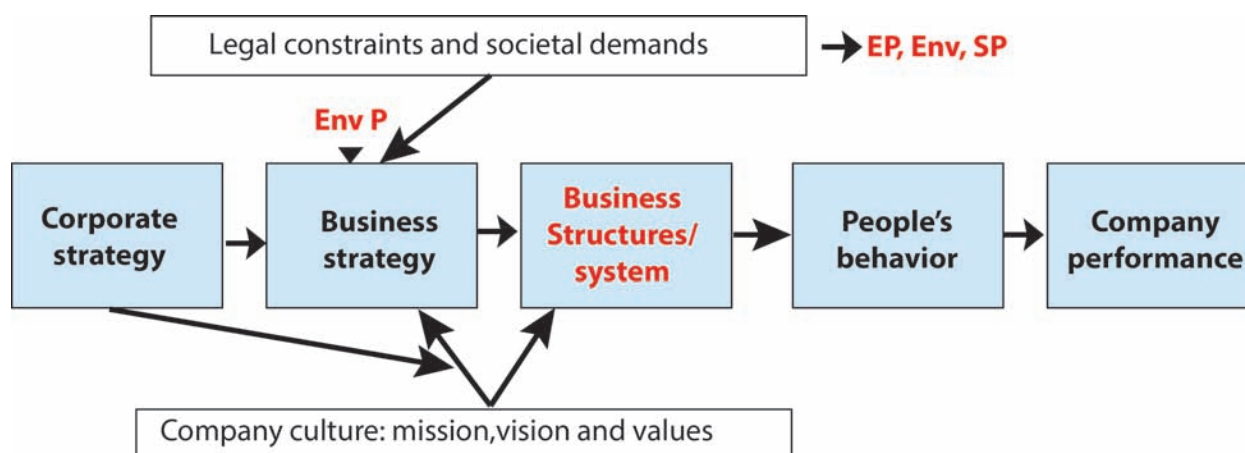 Legal constraints and societal demands
EP, Env, SP
Env P
Corporate
strategy
Business
strategy
Business
Structures/
system
People’s
behavior
Company
performance
Company culture: mission,vision and values